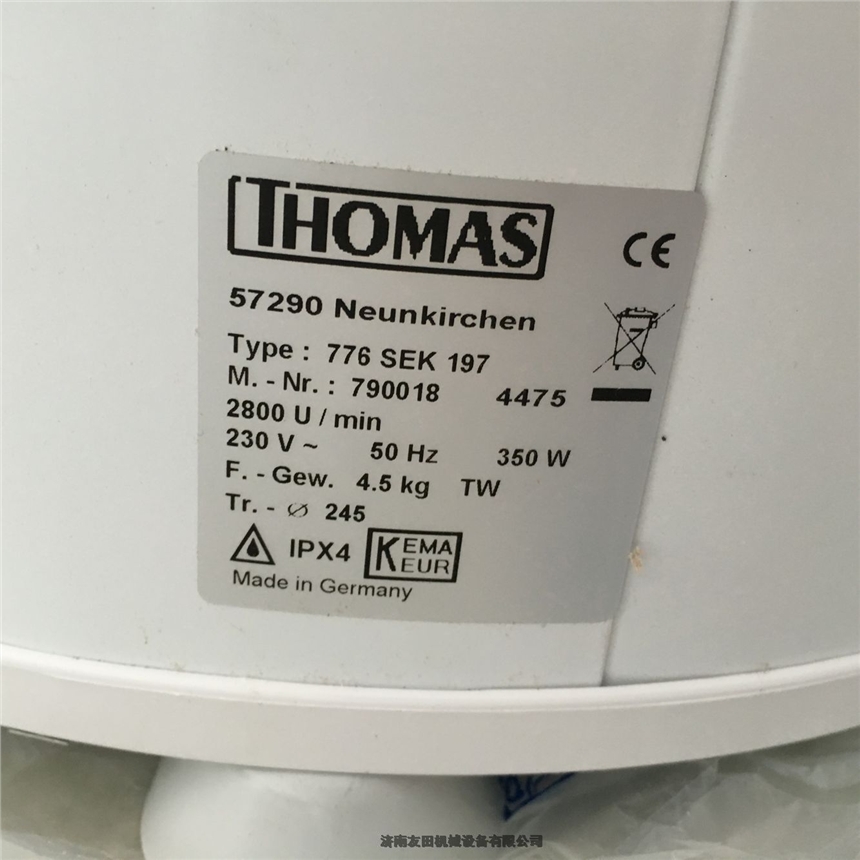 THOMAS
CE
57290 Neunkirchen
Type : 776 SEK 197
M. - Nr. : 790018 4475
2800 U / min
230 V ~ 50 Hz 350 W
F. - Gew. 4.5 kg TW
Tr. - ∅ 245
IPX4 KEMA
EUR
Made in Germany
济南友田机械设备有限公司